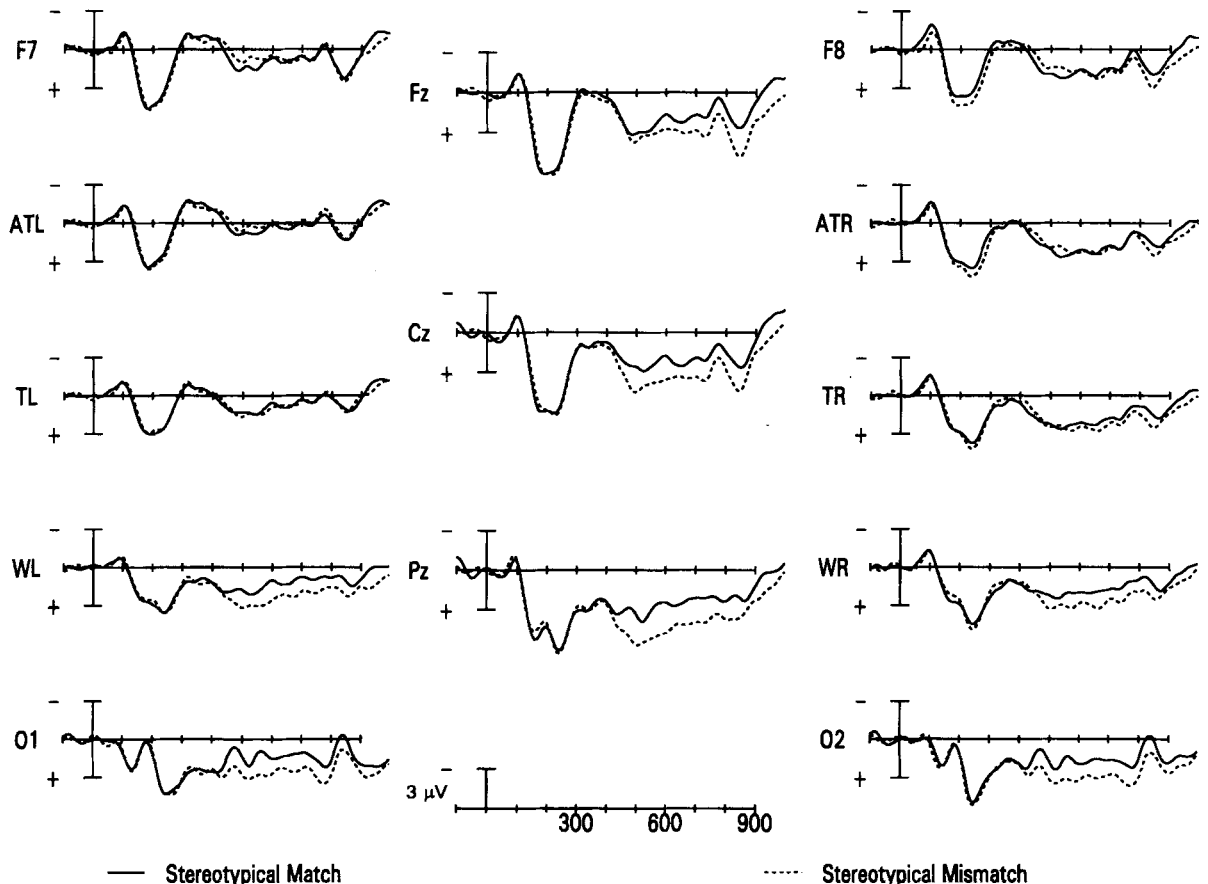 F7
Fz
F8
ATL
ATR
Cz
TL
TR
WL
Pz
WR
O1
O2
3 μV
300 600 900
Stereotypical Match
Stereotypical Mismatch